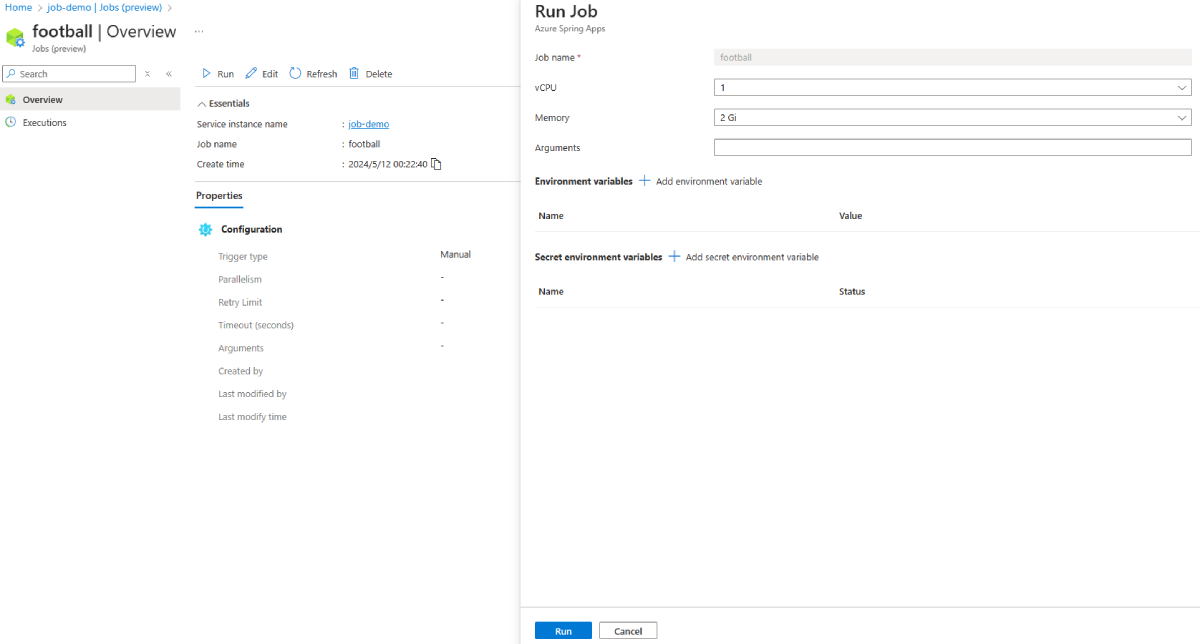 Home > job-demo | Jobs (preview) >
football | Overview ...
Jobs (preview)
Search
Overview
Executions
Run Edit Refresh Delete
Essentials
Service instance name : job-demo
Job name : football
Create time : 2024/5/12 00:22:40
Properties
Configuration
Trigger type Manual
Parallelism -
Retry Limit -
Timeout (seconds) -
Arguments -
Created by
Last modified by
Last modify time
Run Job
Azure Spring Apps
Job name * football
vCPU 1
Memory 2 Gi
Arguments
Environment variables + Add environment variable
Name Value
Secret environment variables + Add secret environment variable
Name Status
Run Cancel